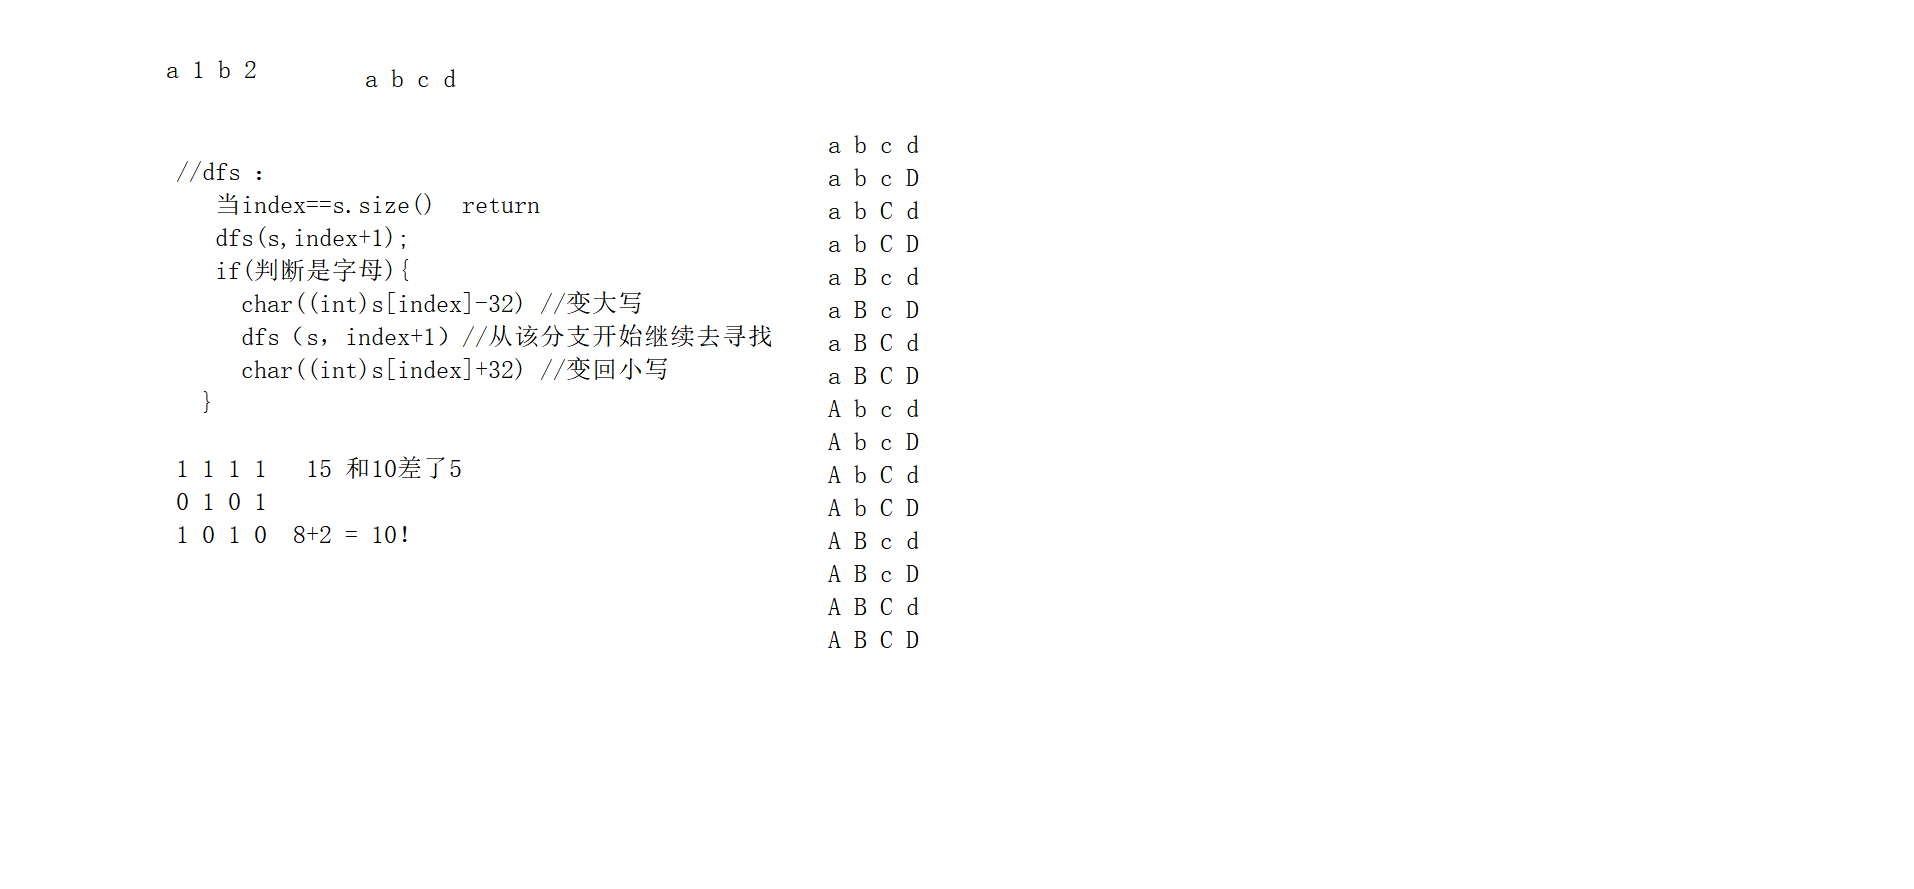 a 1 b 2
a b c d
//dfs :
当index==s.size()  return
dfs(s,index+1);
if(判断是字母){
char((int)s[index]-32) //变大写
dfs（s，index+1）//从该分支开始继续去寻找
char((int)s[index]+32) //变回小写
}
1 1 1 1   15 和10差了5
0 1 0 1
1 0 1 0  8+2 = 10!
a b c d
a b c D
a b C d
a b C D
a B c d
a B c D
a B C d
a B C D
A b c d
A b c D
A b C d
A b C D
A B c d
A B c D
A B C d
A B C D